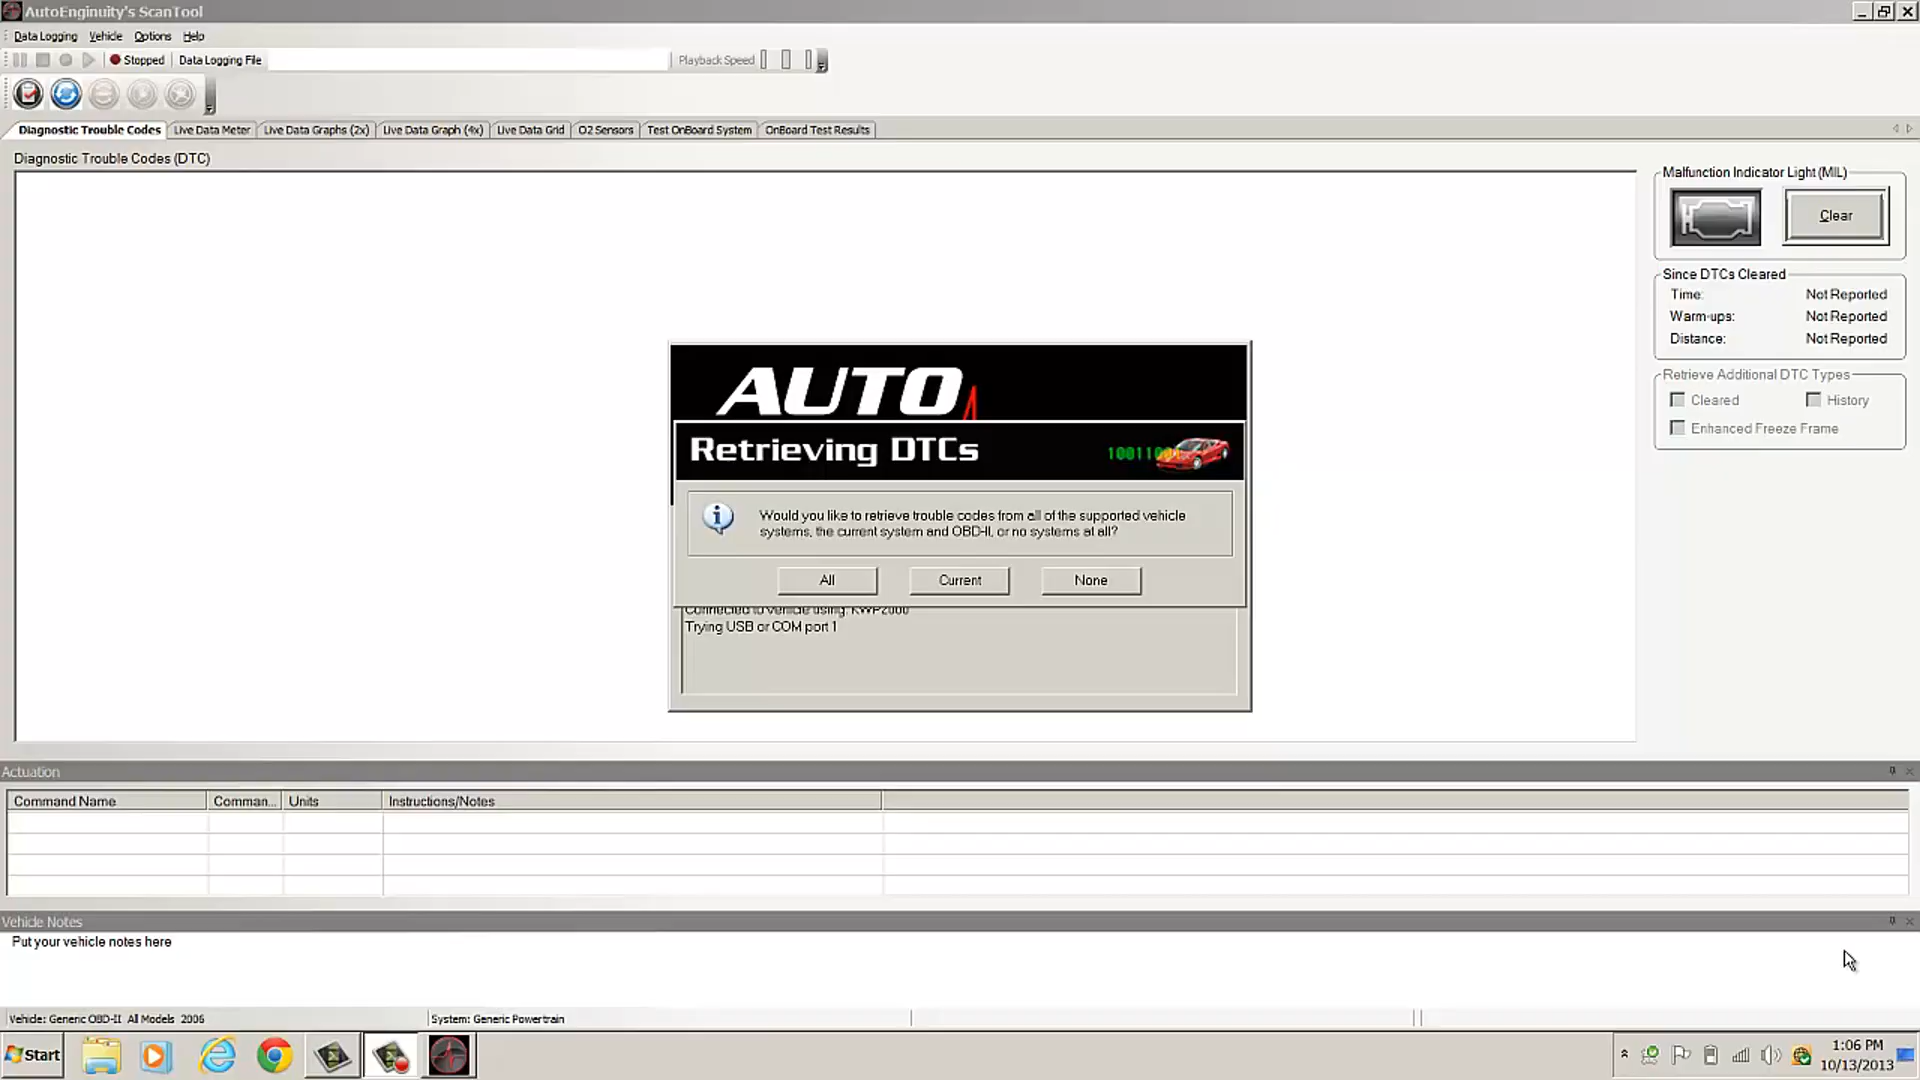 AutoEnginuity's ScanTool
Data Logging Vehicle Options Help
Stopped Data Logging File Playback Speed
Diagnostic Trouble Codes Live Data Meter Live Data Graphs (2x) Live Data Graph (4x) Live Data Grid O2 Sensors Test OnBoard System OnBoard Test Results
Diagnostic Trouble Codes (DTC)
Malfunction Indicator Light (MIL)
Clear
Since DTCs Cleared
Time: Not Reported
Warm-ups: Not Reported
Distance: Not Reported
Retrieve Additional DTC Types
Cleared History
Enhanced Freeze Frame
AUTO
Retrieving DTCs
Would you like to retrieve trouble codes from all of the supported vehicle
systems, the current system and OBD-II, or no systems at all?
All Current None
Connected to vehicle using: KWP2000
Trying USB or COM port 1
Actuation
Command Name Comman... Units Instructions/Notes
Vehicle Notes
Put your vehicle notes here
Vehicle: Generic OBD-II All Models 2006 System: Generic Powertrain
Start
1:06 PM
10/13/2013